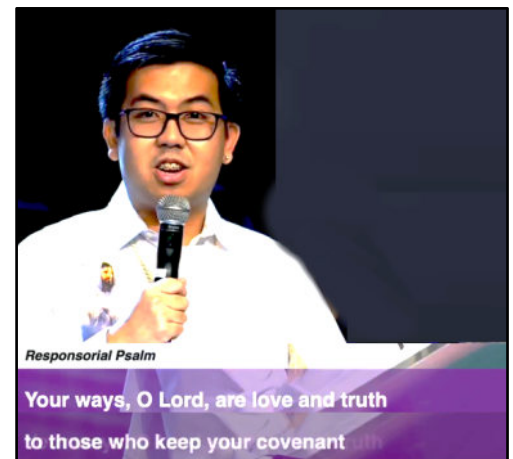 Responsorial Psalm
Your ways, O Lord, are love and truth
to those who keep your covenant